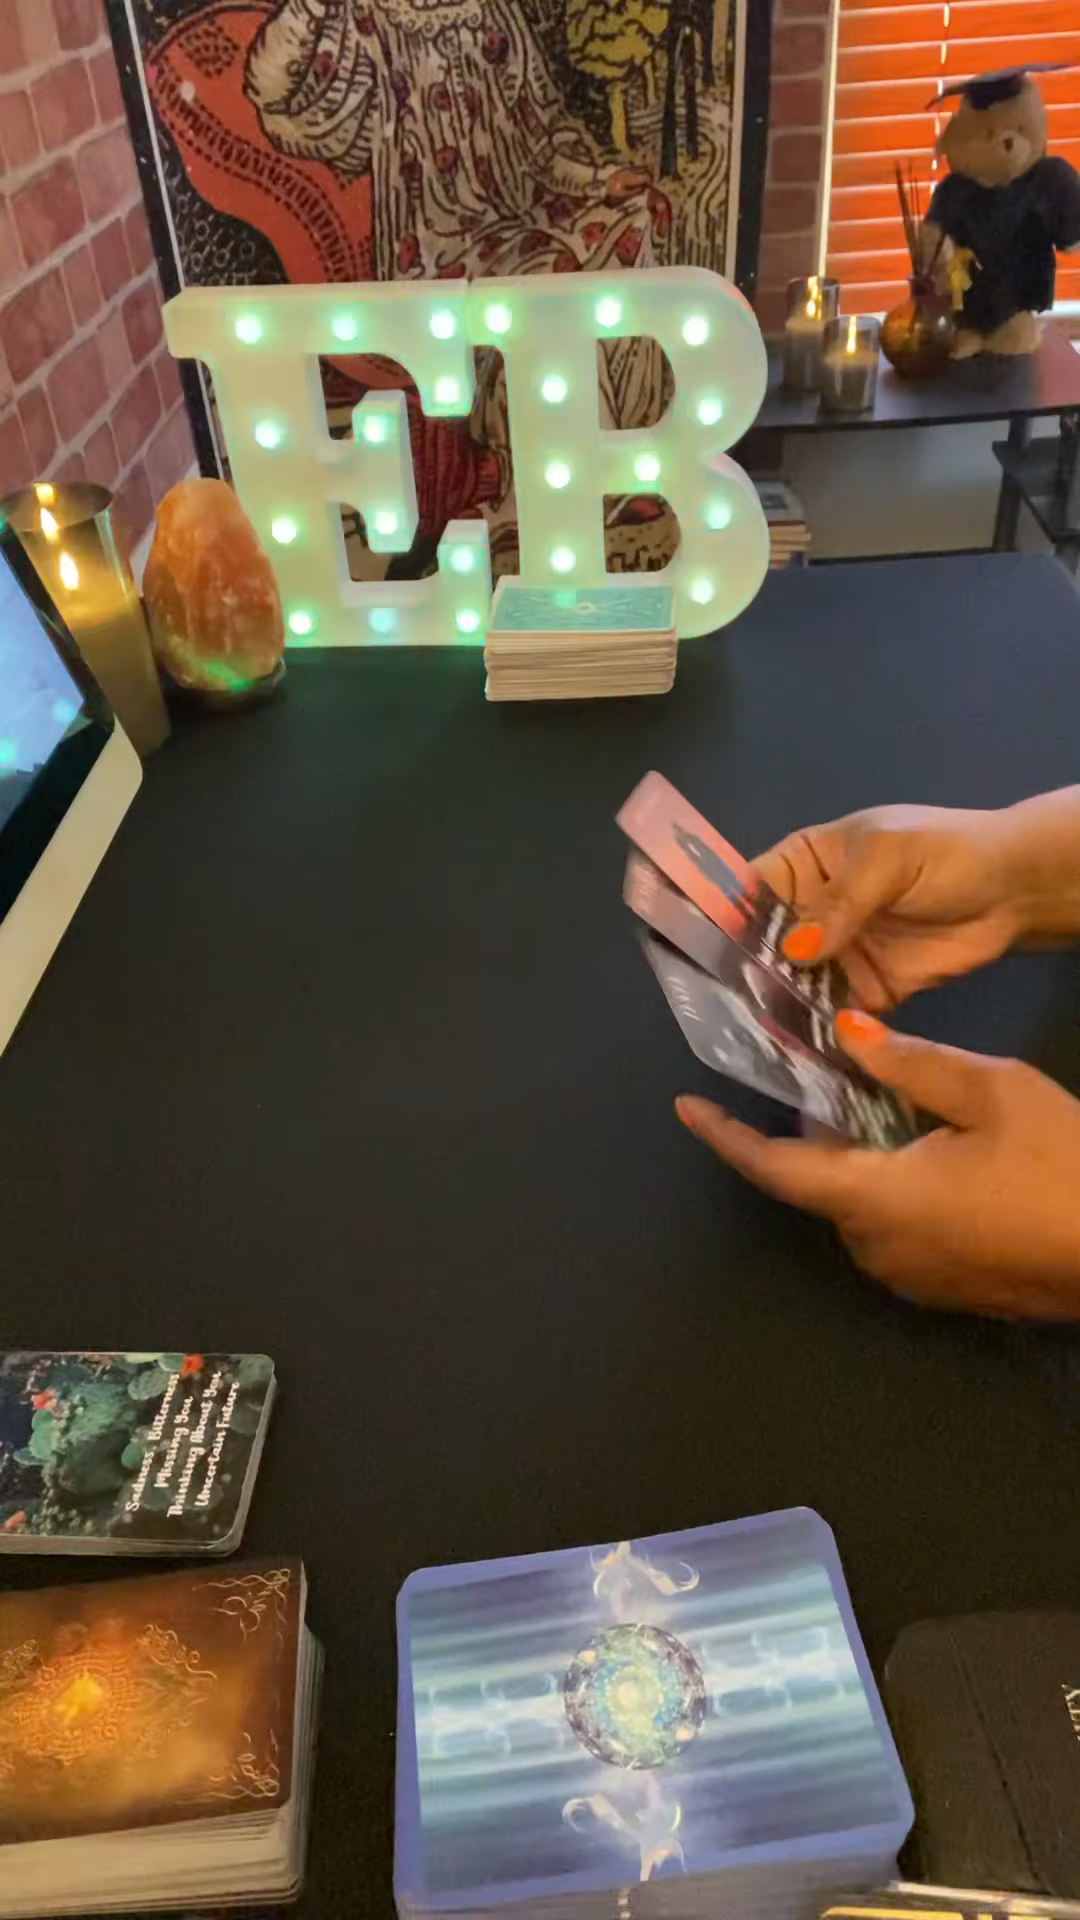 EB
Sadness, Bitterness
Missing You
Thinking About You
Uncertain Future